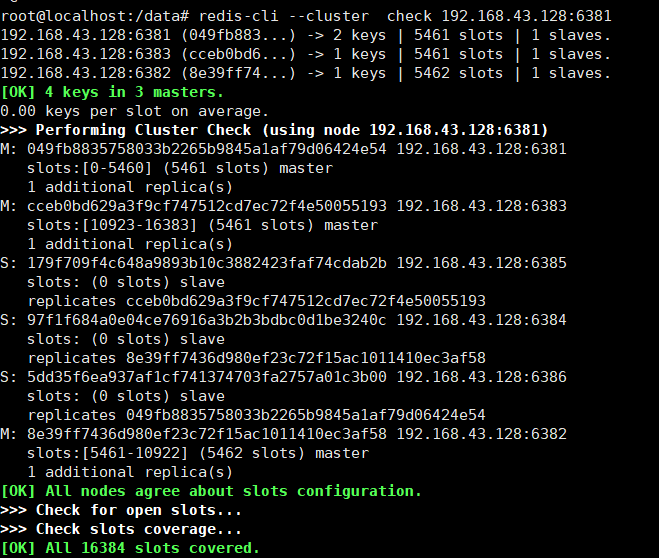 root@localhost:/data# redis-cli --cluster  check 192.168.43.128:6381
192.168.43.128:6381 (049fb883...) -> 2 keys | 5461 slots | 1 slaves.
192.168.43.128:6383 (cceb0bd6...) -> 1 keys | 5461 slots | 1 slaves.
192.168.43.128:6382 (8e39ff74...) -> 1 keys | 5462 slots | 1 slaves.
[OK] 4 keys in 3 masters.
0.00 keys per slot on average.
>>> Performing Cluster Check (using node 192.168.43.128:6381)
M: 049fb8835758033b2265b9845a1af79d06424e54 192.168.43.128:6381
   slots:[0-5460] (5461 slots) master
   1 additional replica(s)
M: cceb0bd629a3f9cf747512cd7ec72f4e50055193 192.168.43.128:6383
   slots:[10923-16383] (5461 slots) master
   1 additional replica(s)
S: 179f709f4c648a9893b10c3882423faf74cdab2b 192.168.43.128:6385
   slots: (0 slots) slave
   replicates cceb0bd629a3f9cf747512cd7ec72f4e50055193
S: 97f1f684a0e04ce76916a3b2b3bdbc0d1be3240c 192.168.43.128:6384
   slots: (0 slots) slave
   replicates 8e39ff7436d980ef23c72f15ac1011410ec3af58
S: 5dd35f6ea937af1cf741374703fa2757a01c3b00 192.168.43.128:6386
   slots: (0 slots) slave
   replicates 049fb8835758033b2265b9845a1af79d06424e54
M: 8e39ff7436d980ef23c72f15ac1011410ec3af58 192.168.43.128:6382
   slots:[5461-10922] (5462 slots) master
   1 additional replica(s)
[OK] All nodes agree about slots configuration.
>>> Check for open slots...
>>> Check slots coverage...
[OK] All 16384 slots covered.